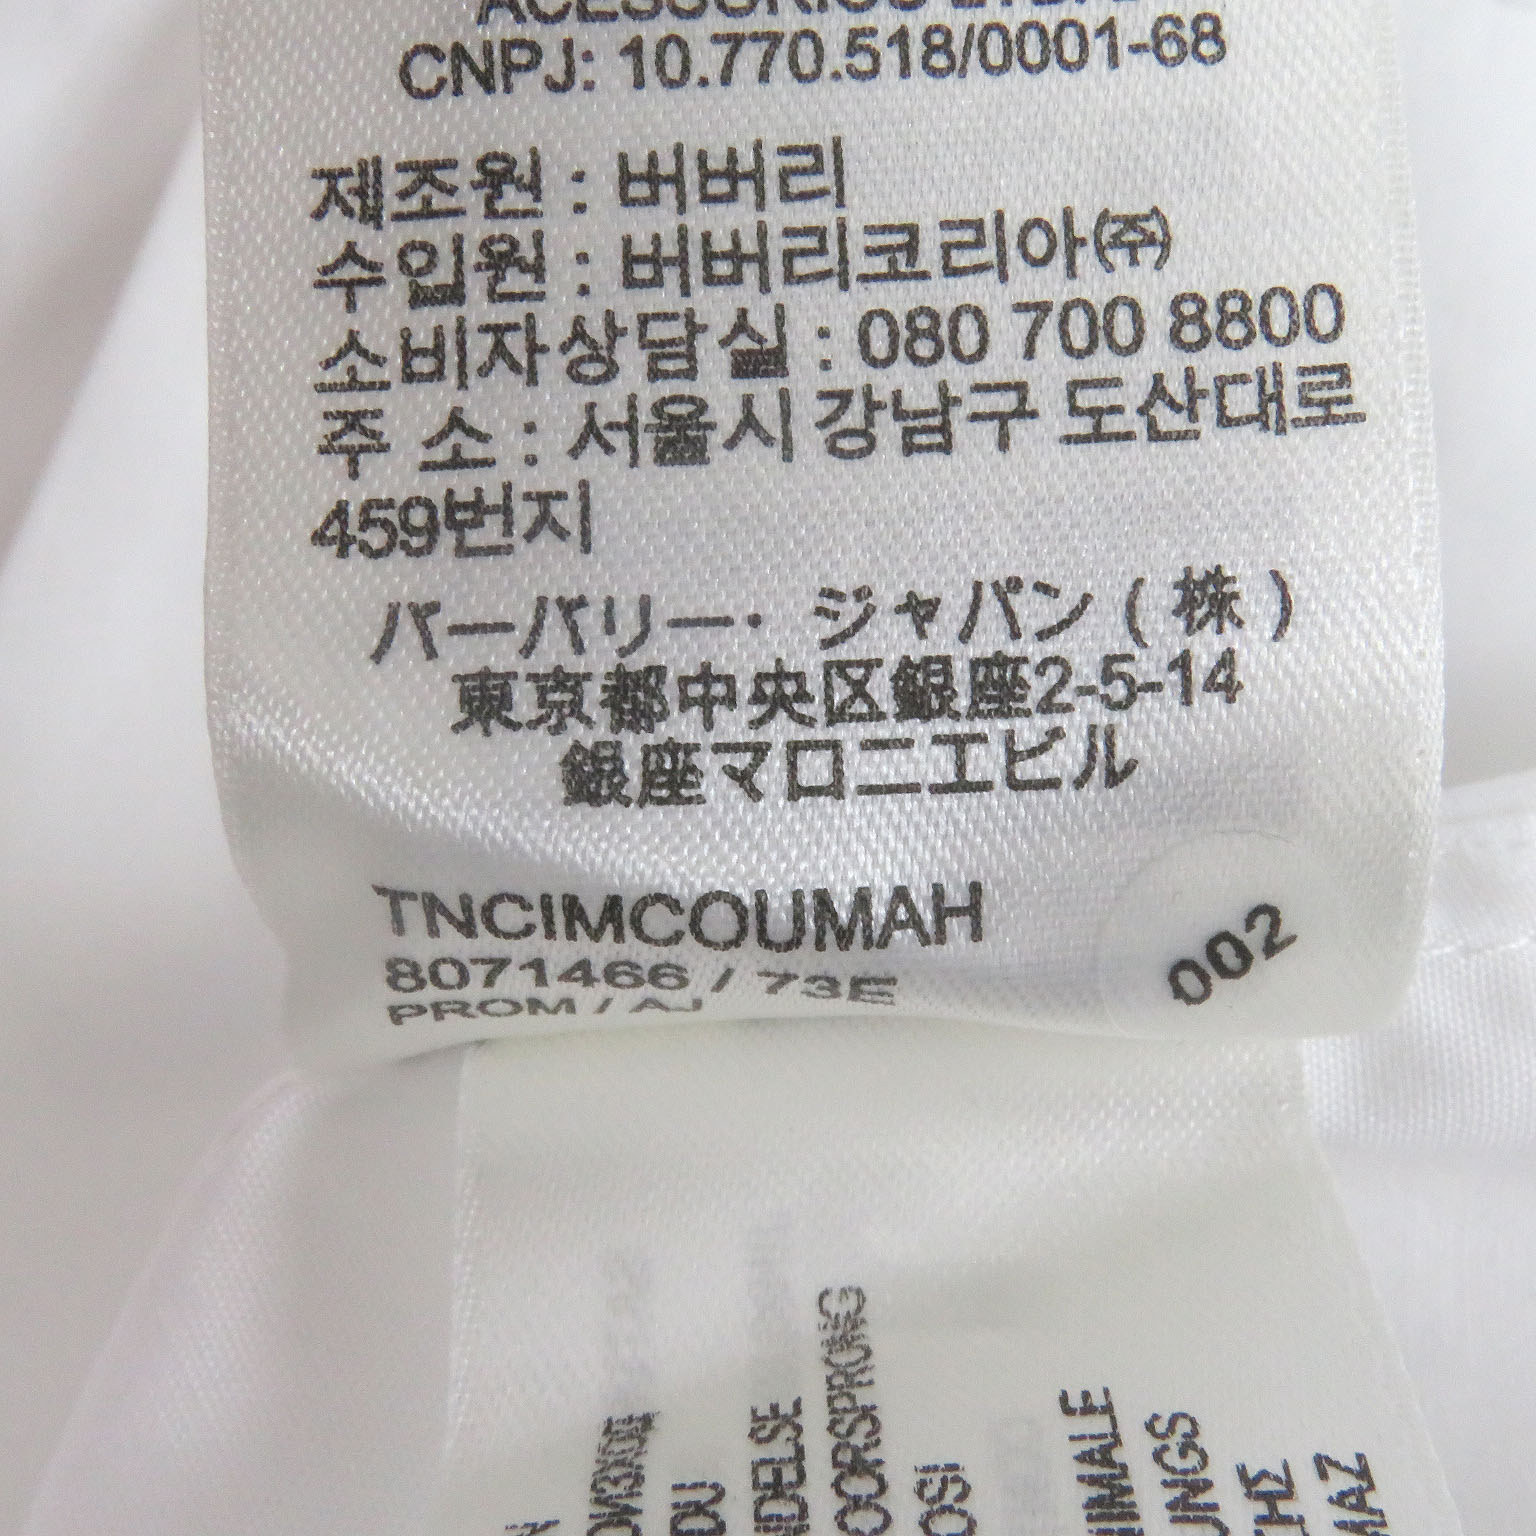 CNPJ: 10.770.518/0001-68
제조원 : 버버리
수입원 : 버버리코리아㈜
소비자상담실 : 080 700 8800
주 소 : 서울시 강남구 도산대로
459번지
バーバリー・ジャパン ( 株 )
東京都中央区銀座2-5-14
銀座マロニエビル
TNCIMCOUMAH
8071466 / 73E
PROM / AJ
002